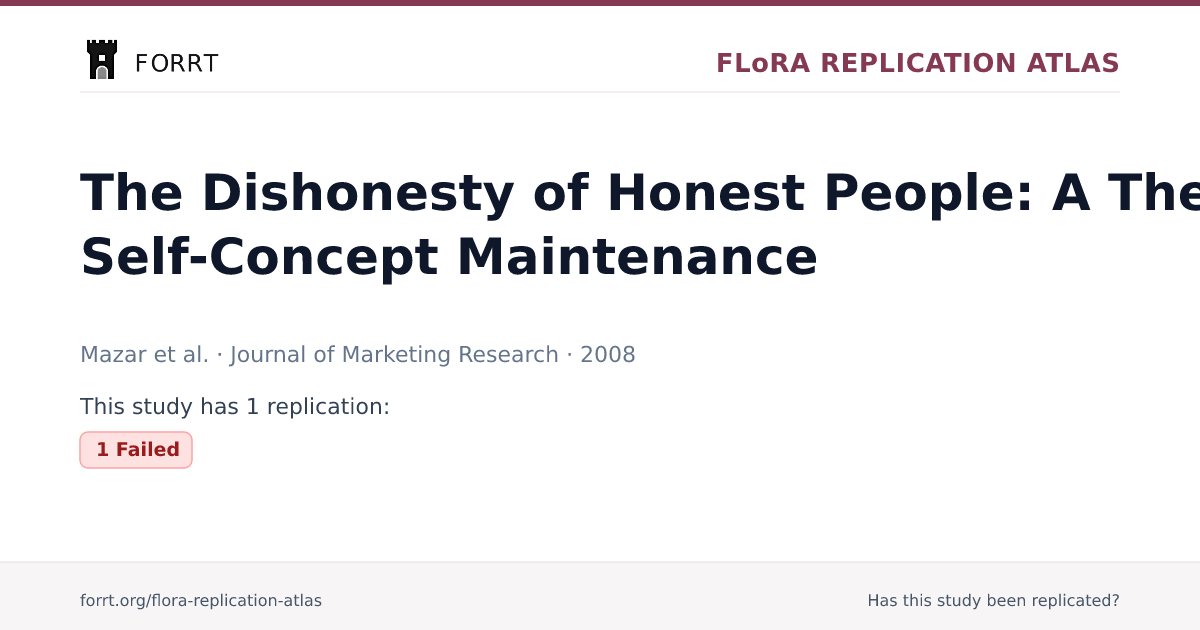 FORRT
FLoRA REPLICATION ATLAS
The Dishonesty of Honest People: A
Self-Concept Maintenance
Mazar et al. · Journal of Marketing Research · 2008
This study has 1 replication:
1 Failed
forrt.org/flora-replication-atlas
Has this study been replicated?